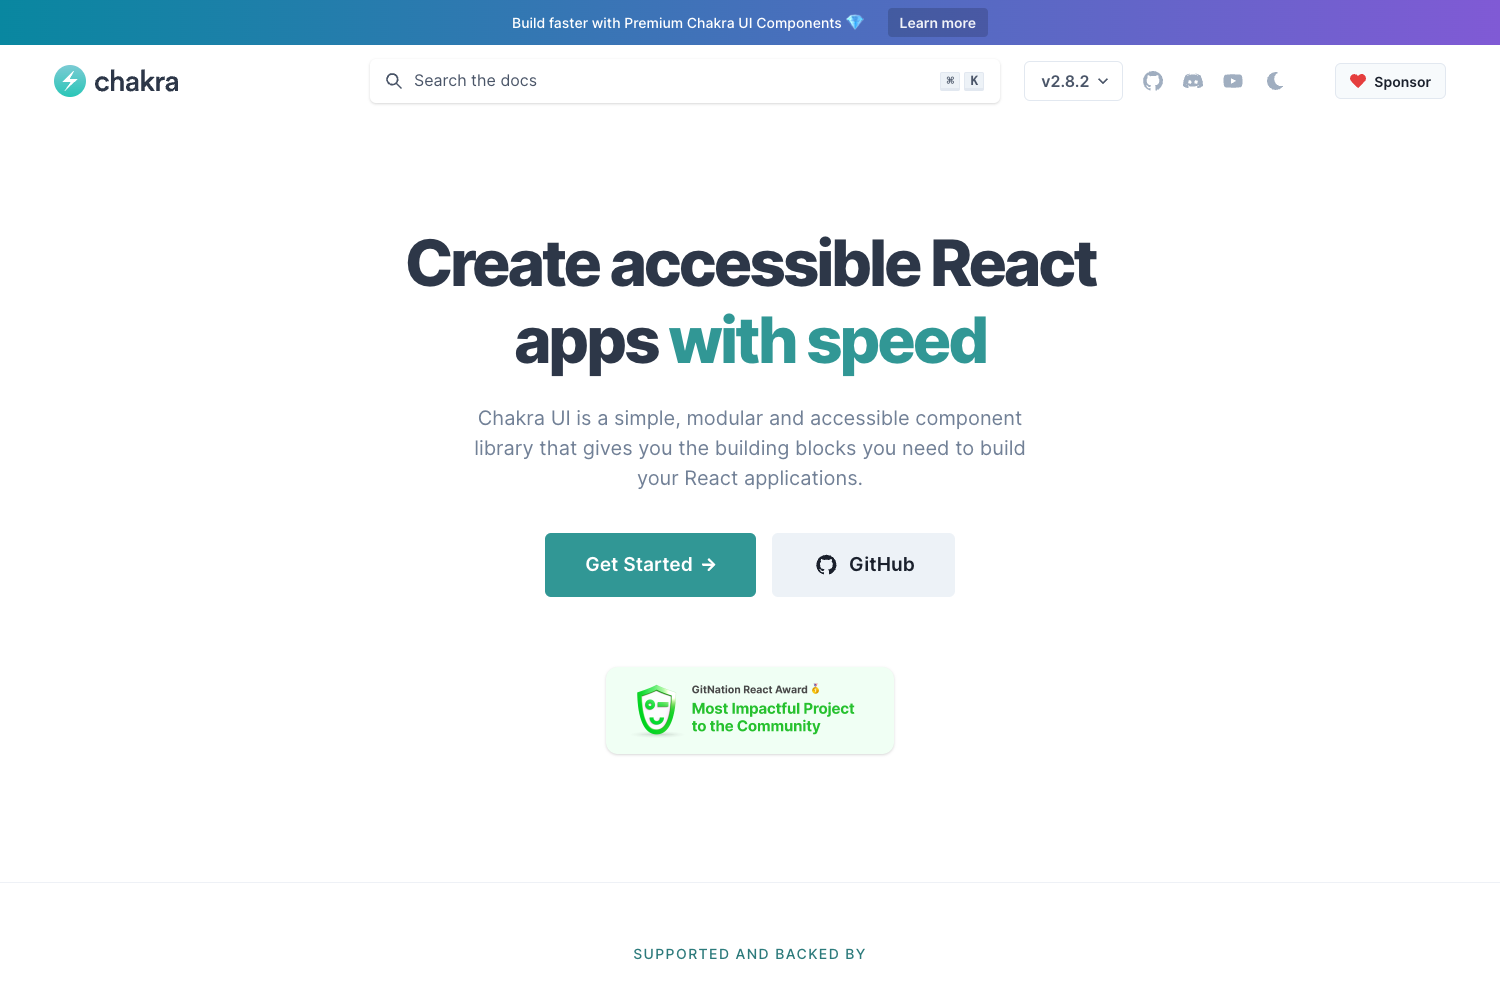 Build faster with Premium Chakra UI Components 💎 Learn more
chakra
Search the docs ⌘ K
v2.8.2
Sponsor
Create accessible React
apps with speed
Chakra UI is a simple, modular and accessible component
library that gives you the building blocks you need to build
your React applications.
Get Started →
GitHub
GitNation React Award 🏅
Most Impactful Project
to the Community
SUPPORTED AND BACKED BY